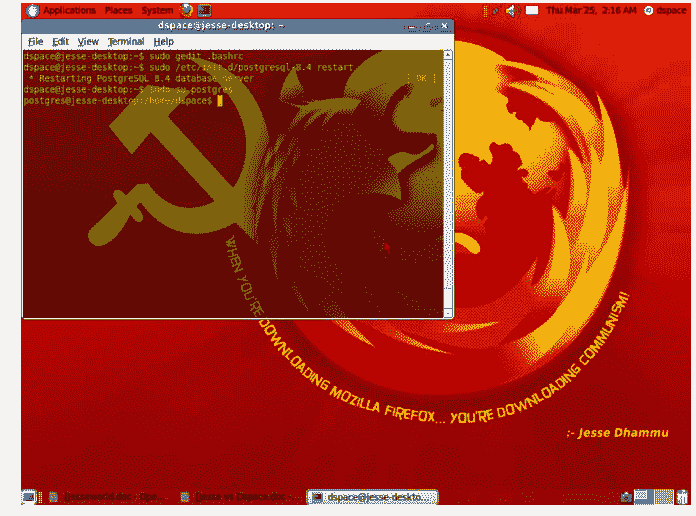 Applications Places System
Thu Mar 25, 2:16 AM dspace
dspace@jesse-desktop: ~
File Edit View Terminal Help
dspace@jesse-desktop:~$ sudo gedit .bashrc
dspace@jesse-desktop:~$ sudo /etc/init.d/postgresql-8.4 restart
* Restarting PostgreSQL 8.4 database server [ OK ]
dspace@jesse-desktop:~$ sudo su postgres
postgres@jesse-desktop:/home/dspace$
WHEN YOU'RE DOWNLOADING MOZILLA FIREFOX... YOU'RE DOWNLOADING COMMUNISM!
:- Jesse Dhammu
dspace@jesse-deskto...